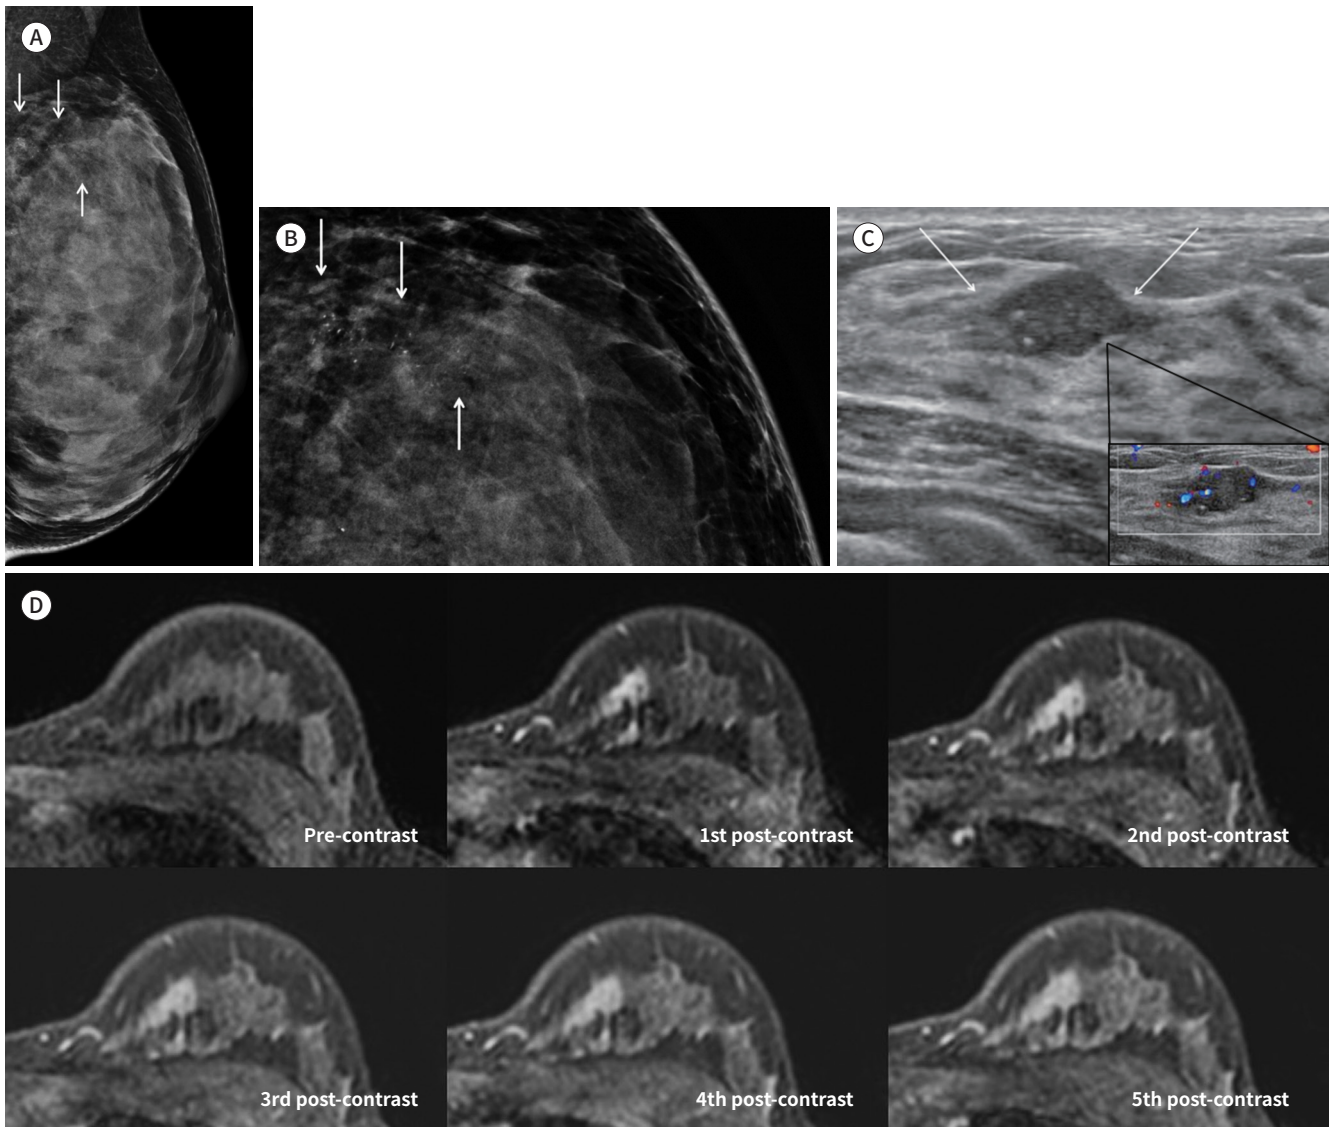 A
B
C
D
Pre-contrast
1st post-contrast
2nd post-contrast
3rd post-contrast
4th post-contrast
5th post-contrast